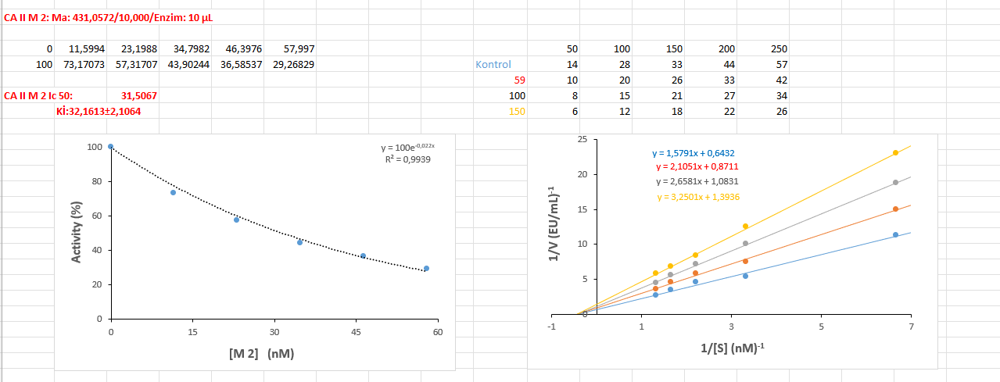 CA II M 2: Ma: 431,0572/10,000/Enzim: 10 µL
0 11,5994 23,1988 34,7982 46,3976 57,997
100 73,17073 57,31707 43,90244 36,58537 29,26829
CA II M 2 Ic 50: 31,5067
Kİ:32,1613±2,1064
50 100 150 200 250
Kontrol 14 28 33 44 57
59 10 20 26 33 42
100 8 15 21 27 34
150 6 12 18 22 26
y = 100e-0,022x
R² = 0,9939
100
80
60
40
20
0
0 15 30 45 60
Activity (%)
[M 2] (nM)
y = 1,5791x + 0,6432
y = 2,1051x + 0,8711
y = 2,6581x + 1,0831
y = 3,2501x + 1,3936
25
20
15
10
5
0
-1 1 3 5 7
1/V (EU/mL)-1
1/[S] (nM)-1